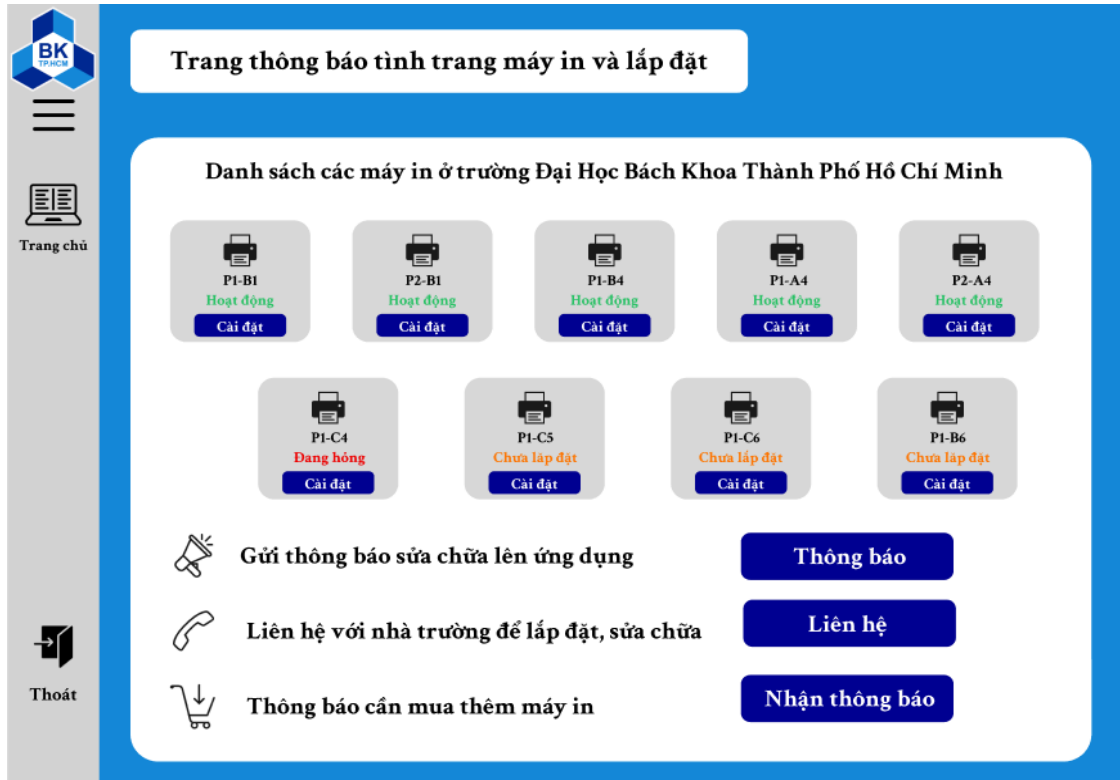 BK
TP.HCM
Trang thông báo tình trạng máy in và lắp đặt
Danh sách các máy in ở trường Đại Học Bách Khoa Thành Phố Hồ Chí Minh
Trang chủ
P1-B1
Hoạt động
Cài đặt
P2-B1
Hoạt động
Cài đặt
P1-B4
Hoạt động
Cài đặt
P1-A4
Hoạt động
Cài đặt
P2-A4
Hoạt động
Cài đặt
P1-C4
Đang hỏng
Cài đặt
P1-C5
Chưa lắp đặt
Cài đặt
P1-C6
Chưa lắp đặt
Cài đặt
P1-B6
Chưa lắp đặt
Cài đặt
Gửi thông báo sửa chữa lên ứng dụng
Thông báo
Liên hệ với nhà trường để lắp đặt, sửa chữa
Liên hệ
Thông báo cần mua thêm máy in
Nhận thông báo
Thoát